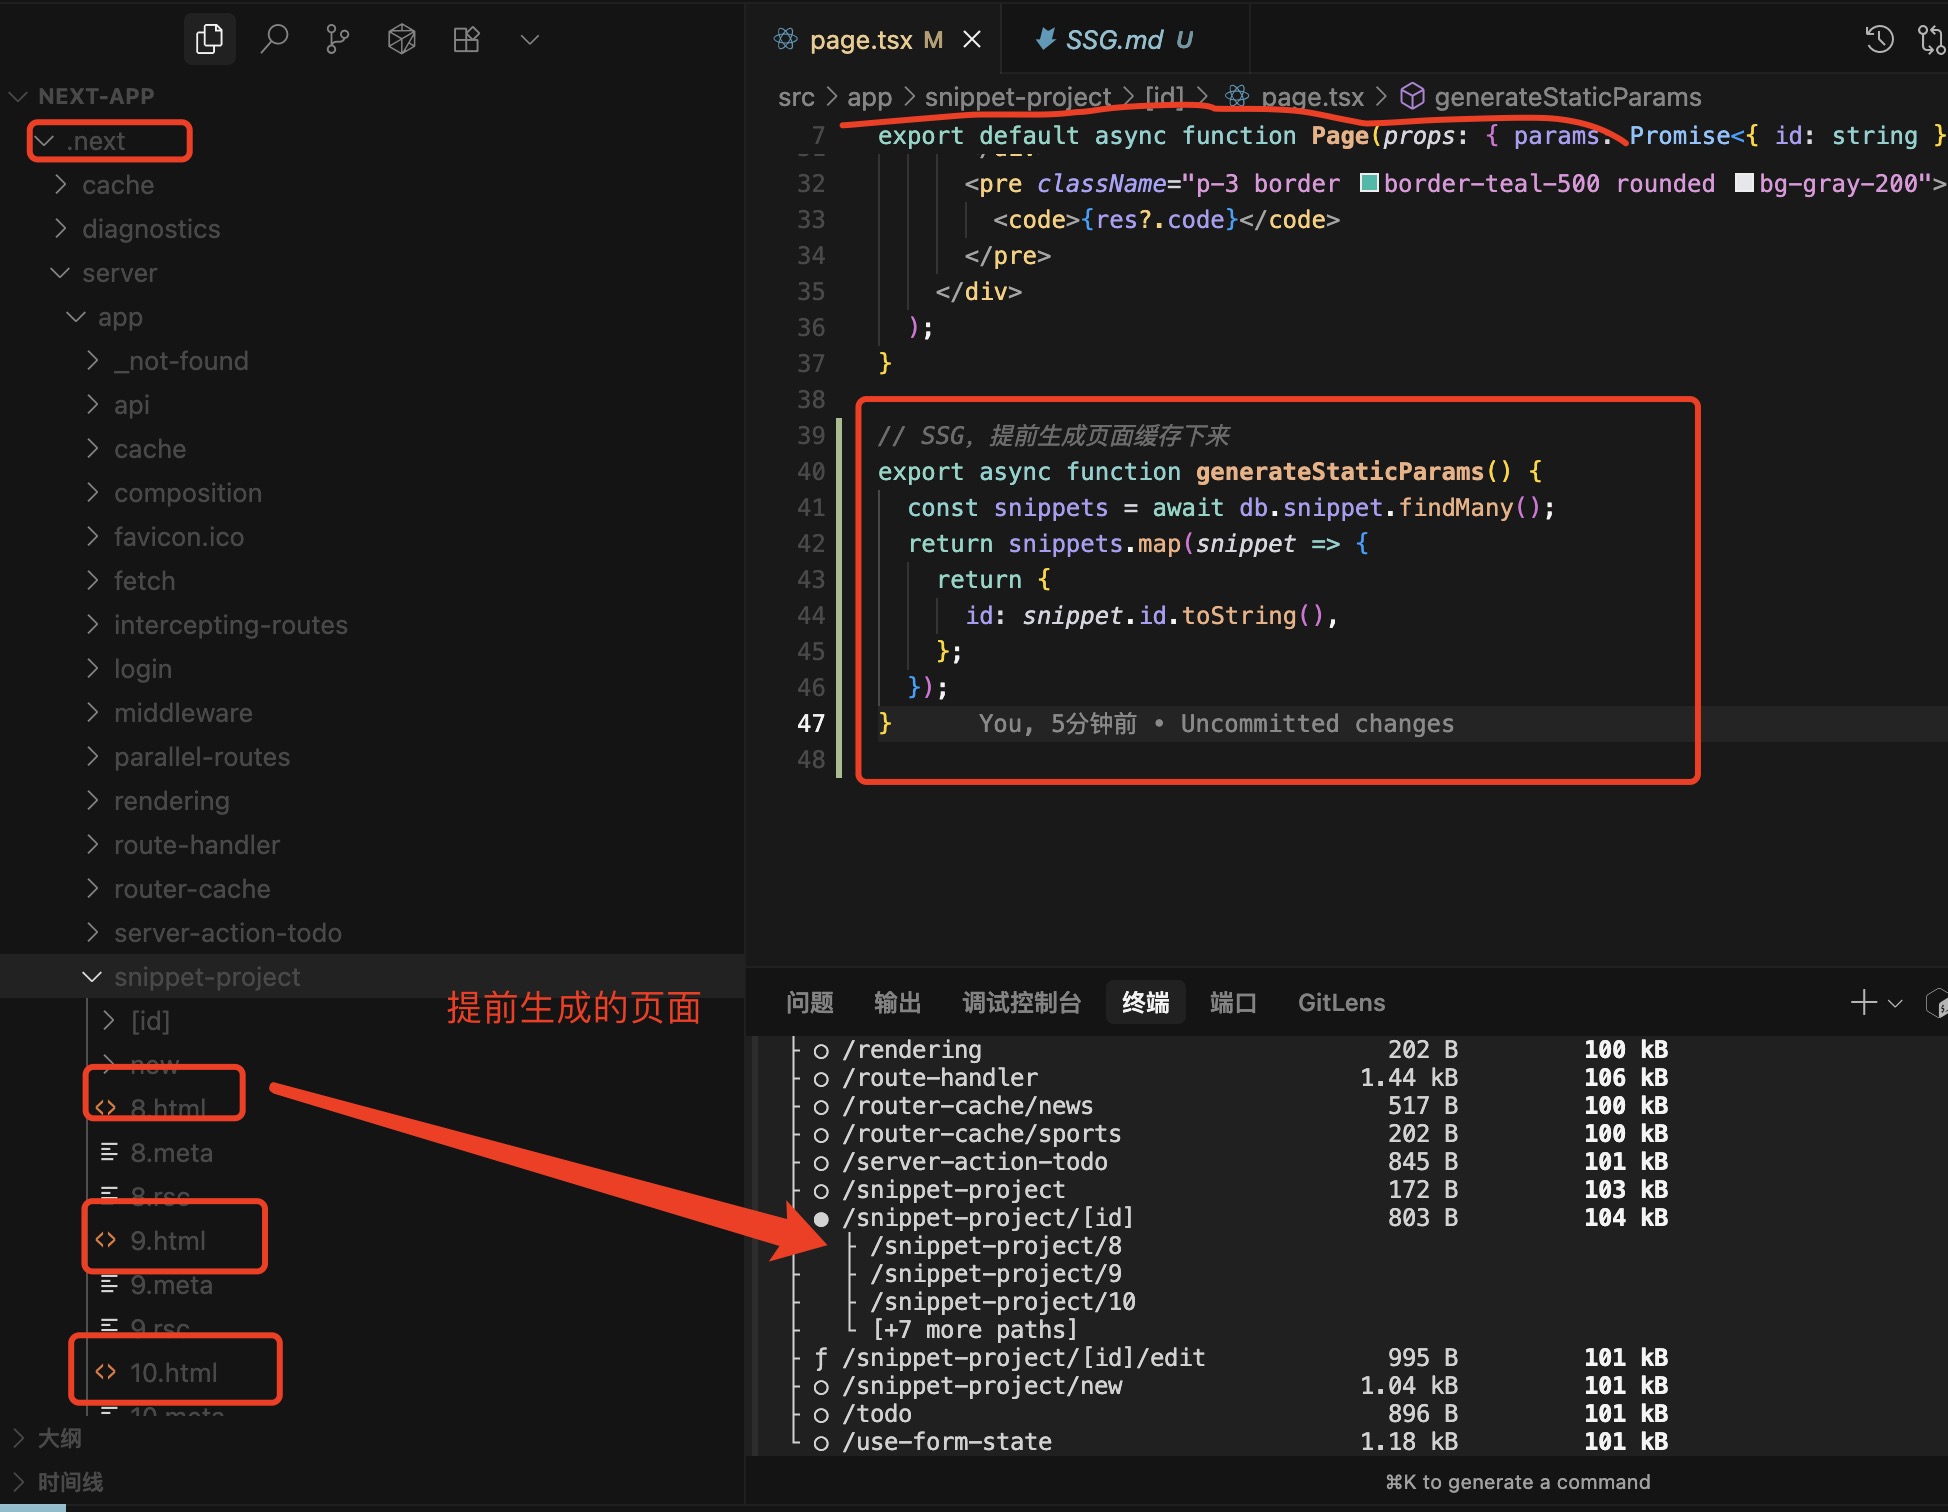 NEXT-APP
.next
cache
diagnostics
server
app
_not-found
api
cache
composition
favicon.ico
fetch
intercepting-routes
login
middleware
parallel-routes
rendering
route-handler
router-cache
server-action-todo
snippet-project
[id]
new
8.html
8.meta
8.rsc
9.html
9.meta
9.rsc
10.html
10.meta
大纲
时间线
提前生成的页面
page.tsx M
SSG.md U
src > app > snippet-project > [id] > page.tsx > generateStaticParams
7 export default async function Page(props: { params: Promise<{ id: string }
31 </div>
32 <pre className="p-3 border border-teal-500 rounded bg-gray-200">
33 <code>{res?.code}</code>
34 </pre>
35 </div>
36 );
37 }
38
39 // SSG, 提前生成页面缓存下来
40 export async function generateStaticParams() {
41 const snippets = await db.snippet.findMany();
42 return snippets.map(snippet => {
43 return {
44 id: snippet.id.toString(),
45 };
46 });
47 } You, 5分钟前 • Uncommitted changes
48
问题 输出 调试控制台 终端 端口 GitLens
├ ○ /rendering 202 B 100 kB
├ ○ /route-handler 1.44 kB 106 kB
├ ○ /router-cache/news 517 B 100 kB
├ ○ /router-cache/sports 202 B 100 kB
├ ○ /server-action-todo 845 B 101 kB
├ ○ /snippet-project 172 B 103 kB
● /snippet-project/[id] 803 B 104 kB
├ /snippet-project/8
├ ├ /snippet-project/9
├ ├ /snippet-project/10
├ └ [+7 more paths]
├ ƒ /snippet-project/[id]/edit 995 B 101 kB
├ ○ /snippet-project/new 1.04 kB 101 kB
├ ○ /todo 896 B 101 kB
└ ○ /use-form-state 1.18 kB 101 kB
⌘K to generate a command